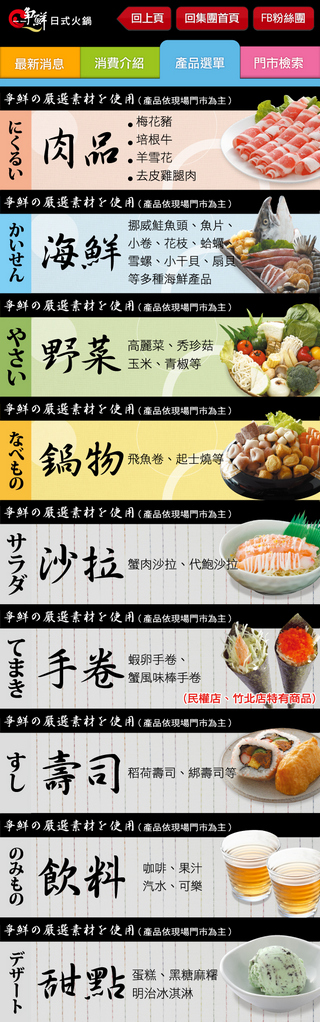 争鮮日式火鍋
回上頁
回集團首頁
FB粉絲團
最新消息
消費介紹
產品選單
門市檢索
争鮮の嚴選素材を使用(產品依現場門市為主)
にくるい
肉品
• 梅花豬
• 培根牛
• 羊雪花
• 去皮雞腿肉
争鮮の嚴選素材を使用(產品依現場門市為主)
かいせん
海鮮
挪威鮭魚頭、魚片、
小卷、花枝、蛤蠣、
雪螺、小干貝、扇貝
等多種海鮮產品
争鮮の嚴選素材を使用(產品依現場門市為主)
やさい
野菜
高麗菜、秀珍菇
玉米、青椒等
争鮮の嚴選素材を使用(產品依現場門市為主)
なべもの
鍋物
飛魚卷、起士燒等
争鮮の嚴選素材を使用(產品依現場門市為主)
サラダ
沙拉
蟹肉沙拉、代鮑沙拉
争鮮の嚴選素材を使用(產品依現場門市為主)
てまき
手卷
蝦卵手卷、
蟹風味棒手卷
(民權店、竹北店特有商品)
争鮮の嚴選素材を使用(產品依現場門市為主)
すし
壽司
稻荷壽司、綁壽司等
争鮮の嚴選素材を使用(產品依現場門市為主)
のみもの
飲料
咖啡、果汁
汽水、可樂
争鮮の嚴選素材を使用(產品依現場門市為主)
デザート
甜點
蛋糕、黑糖麻糬
明治冰淇淋